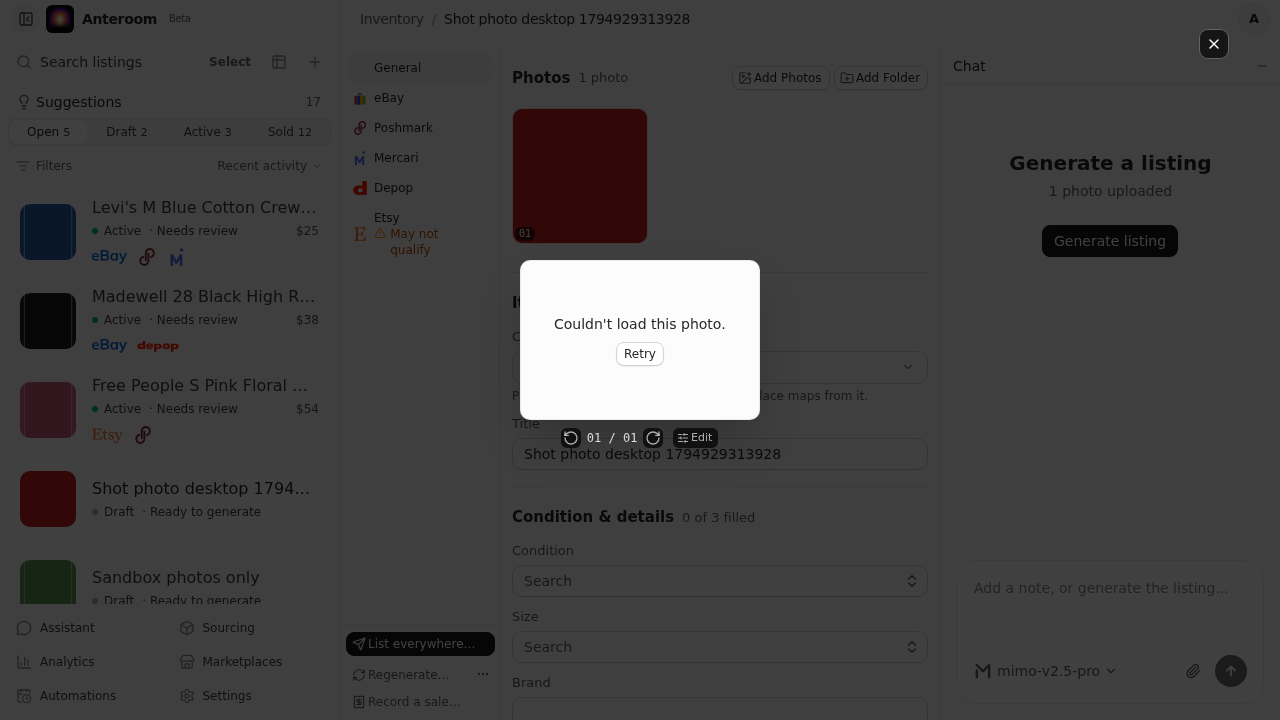 Anteroom Beta
Inventory / Shot photo desktop 1794929313928
A
Search listings Select
Suggestions 17
Open 5 Draft 2 Active 3 Sold 12
Filters Recent activity
Levi's M Blue Cotton Crew…
Active · Needs review $25
eBay
Madewell 28 Black High R…
Active · Needs review $38
eBay depop
Free People S Pink Floral …
Active · Needs review $54
Etsy
Shot photo desktop 1794…
Draft · Ready to generate
Sandbox photos only
Draft · Ready to generate
Assistant Sourcing
Analytics Marketplaces
Automations Settings
General
eBay
Poshmark
Mercari
Depop
Etsy
May not
qualify
List everywhere…
Regenerate…
Record a sale…
Photos 1 photo Add Photos Add Folder
01
Couldn't load this photo.
Retry
lace maps from it.
Title
01 / 01 Edit
Shot photo desktop 1794929313928
Condition & details 0 of 3 filled
Condition
Search
Size
Search
Brand
Chat
Generate a listing
1 photo uploaded
Generate listing
Add a note, or generate the listing...
mimo-v2.5-pro